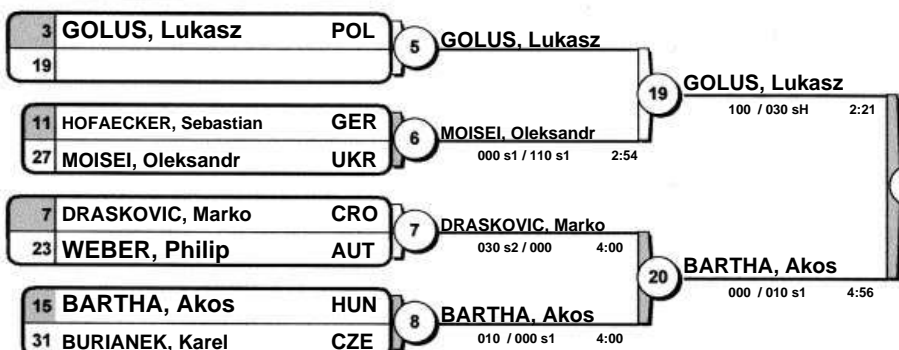 3 GOLUS, Lukasz POL
19
5
GOLUS, Lukasz
11 HOFAECKER, Sebastian GER
27 MOISEI, Oleksandr UKR
6
MOISEI, Oleksandr
000 s1 / 110 s1 2:54
19
GOLUS, Lukasz
100 / 030 sH 2:21
7 DRASKOVIC, Marko CRO
23 WEBER, Philip AUT
7
DRASKOVIC, Marko
030 s2 / 000 4:00
15 BARTHA, Akos HUN
31 BURIANEK, Karel CZE
8
BARTHA, Akos
010 / 000 s1 4:00
20
BARTHA, Akos
000 / 010 s1 4:56